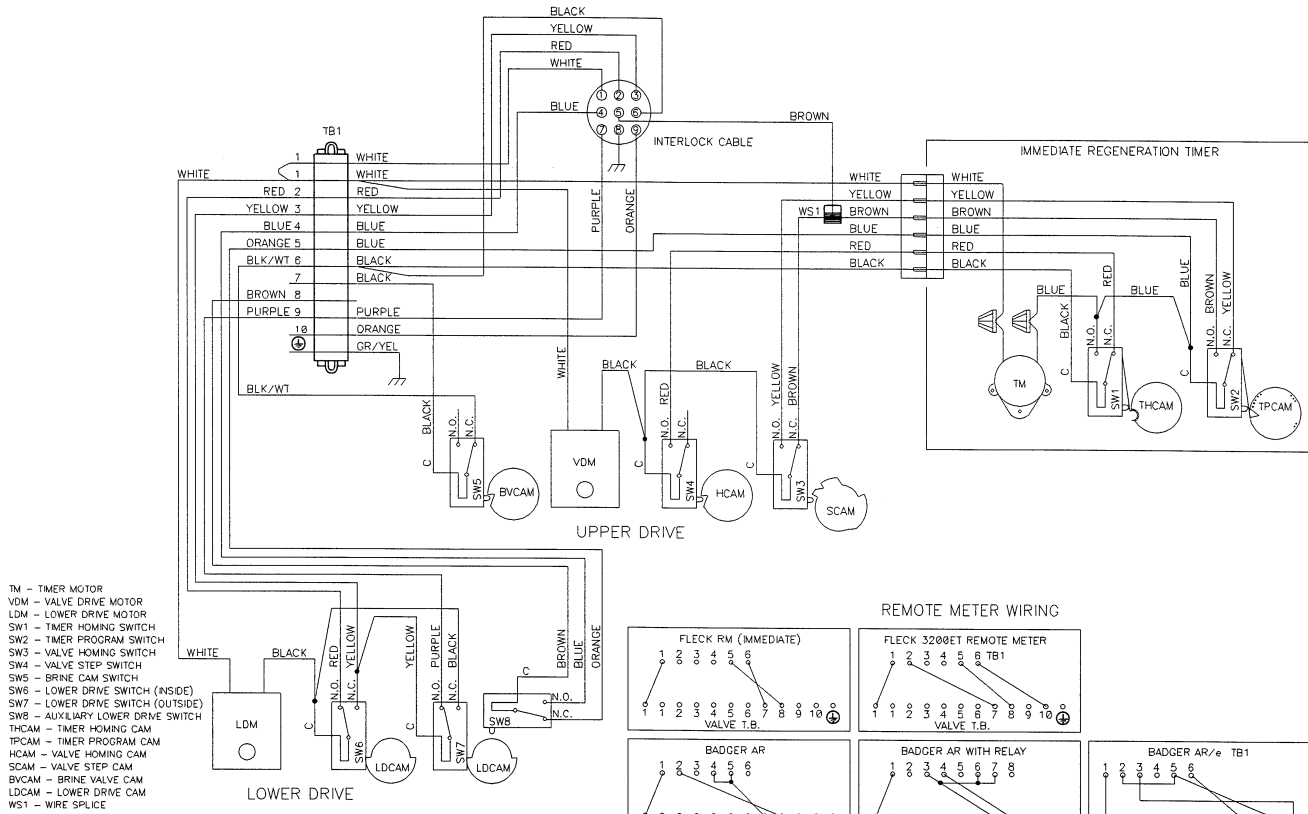 BLACK
YELLOW
RED
WHITE
1 2 3
BLUE 4 5 6
7 8 9
BROWN
INTERLOCK CABLE
TB1
1 WHITE
WHITE 1 WHITE
RED 2 RED
YELLOW 3 YELLOW
BLUE 4 BLUE
ORANGE 5 BLUE
BLK/WT 6 BLACK
7 BLACK
BROWN 8
PURPLE 9 PURPLE
10 ORANGE
GR/YEL
BLK/WT
PURPLE
ORANGE
IMMEDIATE REGENERATION TIMER
WHITE WHITE
YELLOW YELLOW
WS1 BROWN BROWN
BLUE BLUE
RED RED
BLACK BLACK
BLUE
RED
BLUE
BLUE
BROWN
YELLOW
BLACK
N.O.
N.C.
N.O.
N.C.
C
C
TM
SW1
THCAM
SW2
TPCAM
WHITE
BLACK
BLACK
BLACK
RED
YELLOW
BROWN
C
N.O.
N.C.
C
N.O.
N.C.
C
N.O.
N.C.
SW5
BVCAM
VDM
SW4
HCAM
SW3
SCAM
UPPER DRIVE
TM – TIMER MOTOR
VDM – VALVE DRIVE MOTOR
LDM – LOWER DRIVE MOTOR
SW1 – TIMER HOMING SWITCH
SW2 – TIMER PROGRAM SWITCH
SW3 – VALVE HOMING SWITCH
SW4 – VALVE STEP SWITCH
SW5 – BRINE CAM SWITCH
SW6 – LOWER DRIVE SWITCH (INSIDE)
SW7 – LOWER DRIVE SWITCH (OUTSIDE)
SW8 – AUXILIARY LOWER DRIVE SWITCH
THCAM – TIMER HOMING CAM
TPCAM – TIMER PROGRAM CAM
HCAM – VALVE HOMING CAM
SCAM – VALVE STEP CAM
BVCAM – BRINE VALVE CAM
LDCAM – LOWER DRIVE CAM
WS1 – WIRE SPLICE
WHITE
BLACK
RED
YELLOW
YELLOW
PURPLE
BLACK
BROWN
BLUE
ORANGE
C
N.O.
N.C.
C
N.O.
N.C.
C
N.O.
N.C.
LDM
SW6
LDCAM
SW7
LDCAM
SW8
LOWER DRIVE
REMOTE METER WIRING
FLECK RM (IMMEDIATE)
1 2 3 4 5 6
1 1 2 3 4 5 6 7 8 9 10
VALVE T.B.
FLECK 3200ET REMOTE METER
1 2 3 4 5 6 TB1
1 1 2 3 4 5 6 7 8 9 10
VALVE T.B.
BADGER AR
1 2 3 4 5 6
BADGER AR WITH RELAY
1 2 3 4 5 6 7 8
BADGER AR/e TB1
1 2 3 4 5 6